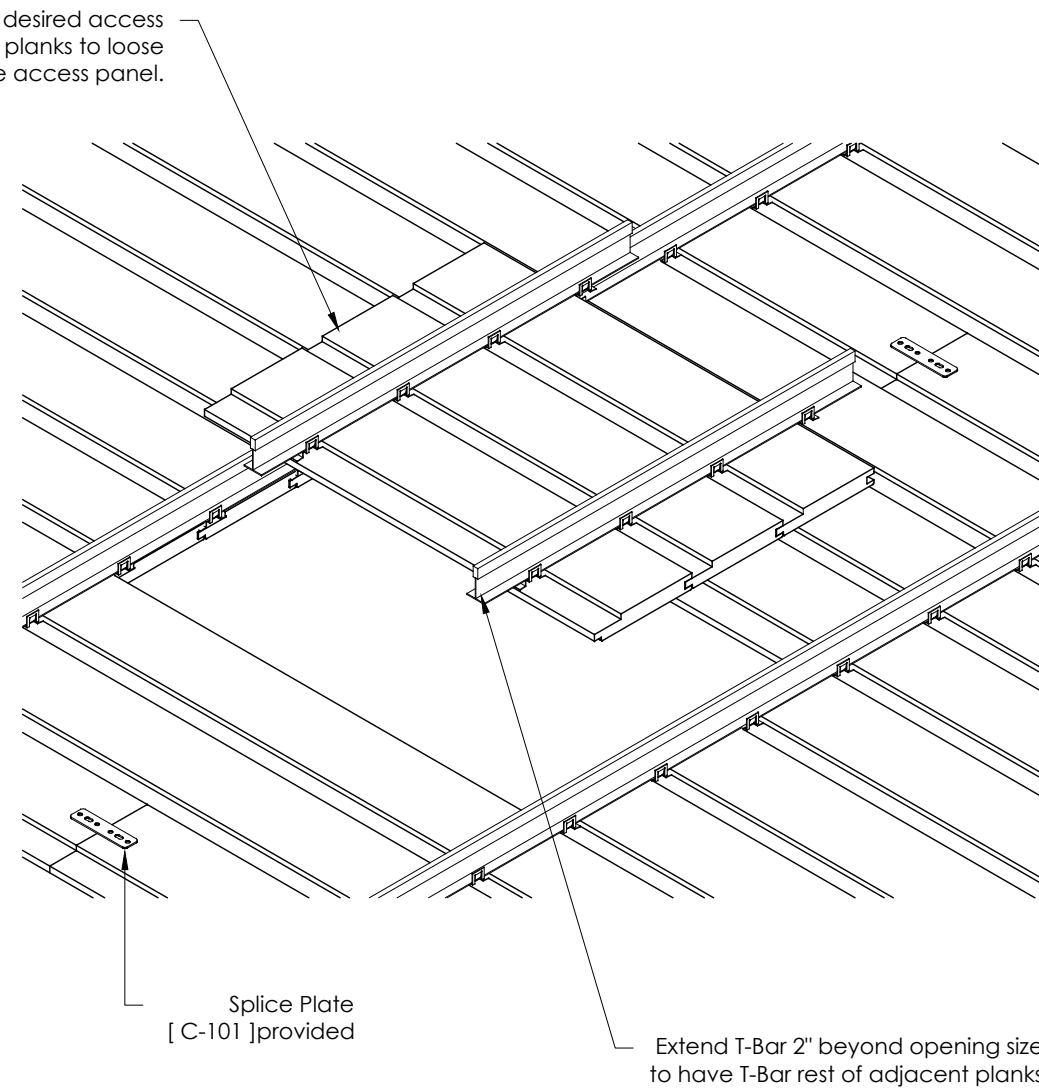 desired access
planks to loose
access panel.
Splice Plate
[ C-101 ]provided
Extend T-Bar 2" beyond opening size
to have T-Bar rest of adjacent planks